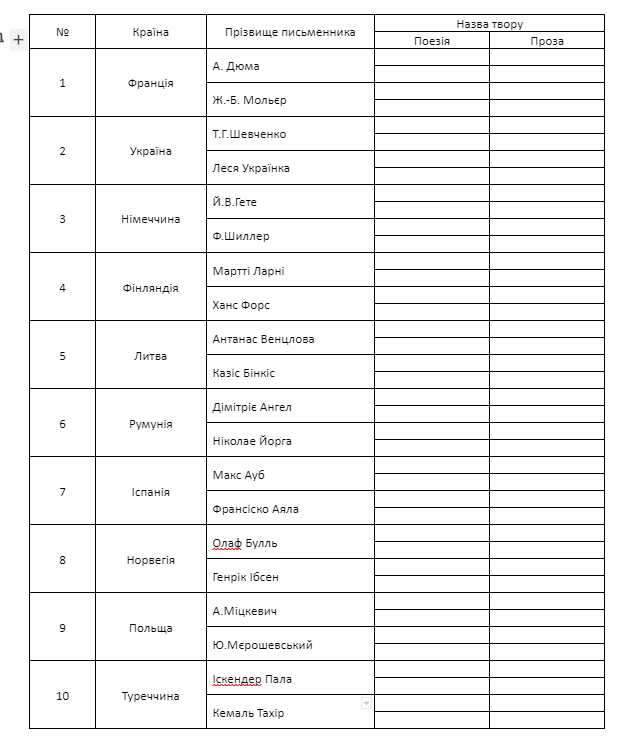 № Країна Прізвище письменника Назва твору
Поезія Проза
1 Франція А. Дюма
Ж.-Б. Мольєр
2 Україна Т.Г.Шевченко
Леся Українка
3 Німеччина Й.В.Гете
Ф.Шиллер
4 Фінляндія Мартті Ларні
Ханс Форс
5 Литва Антанас Венцлова
Казіс Бінкіс
6 Румунія Дімітріє Ангел
Ніколае Йорга
7 Іспанія Макс Ауб
Франсіско Аяла
8 Норвегія Олаф Булль
Генрік Ібсен
9 Польща А.Міцкевич
Ю.Мєрошевський
10 Туреччина Іскендер Пала
Кемаль Тахір